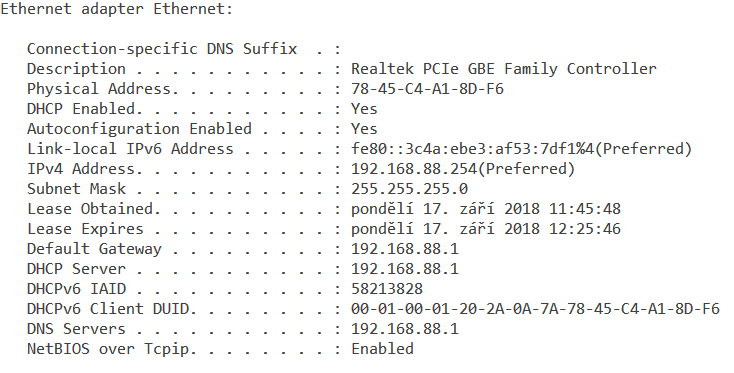 Ethernet adapter Ethernet:
Connection-specific DNS Suffix  . :
Description . . . . . . . . . . . : Realtek PCIe GBE Family Controller
Physical Address. . . . . . . . . : 78-45-C4-A1-8D-F6
DHCP Enabled. . . . . . . . . . . : Yes
Autoconfiguration Enabled . . . . : Yes
Link-local IPv6 Address . . . . . : fe80::3c4a:ebe3:af53:7df1%4(Preferred)
IPv4 Address. . . . . . . . . . . : 192.168.88.254(Preferred)
Subnet Mask . . . . . . . . . . . : 255.255.255.0
Lease Obtained. . . . . . . . . . : pondělí 17. září 2018 11:45:48
Lease Expires . . . . . . . . . . : pondělí 17. září 2018 12:25:46
Default Gateway . . . . . . . . . : 192.168.88.1
DHCP Server . . . . . . . . . . . : 192.168.88.1
DHCPv6 IAID . . . . . . . . . . . : 58213828
DHCPv6 Client DUID. . . . . . . . : 00-01-00-01-20-2A-0A-7A-78-45-C4-A1-8D-F6
DNS Servers . . . . . . . . . . . : 192.168.88.1
NetBIOS over Tcpip. . . . . . . . : Enabled